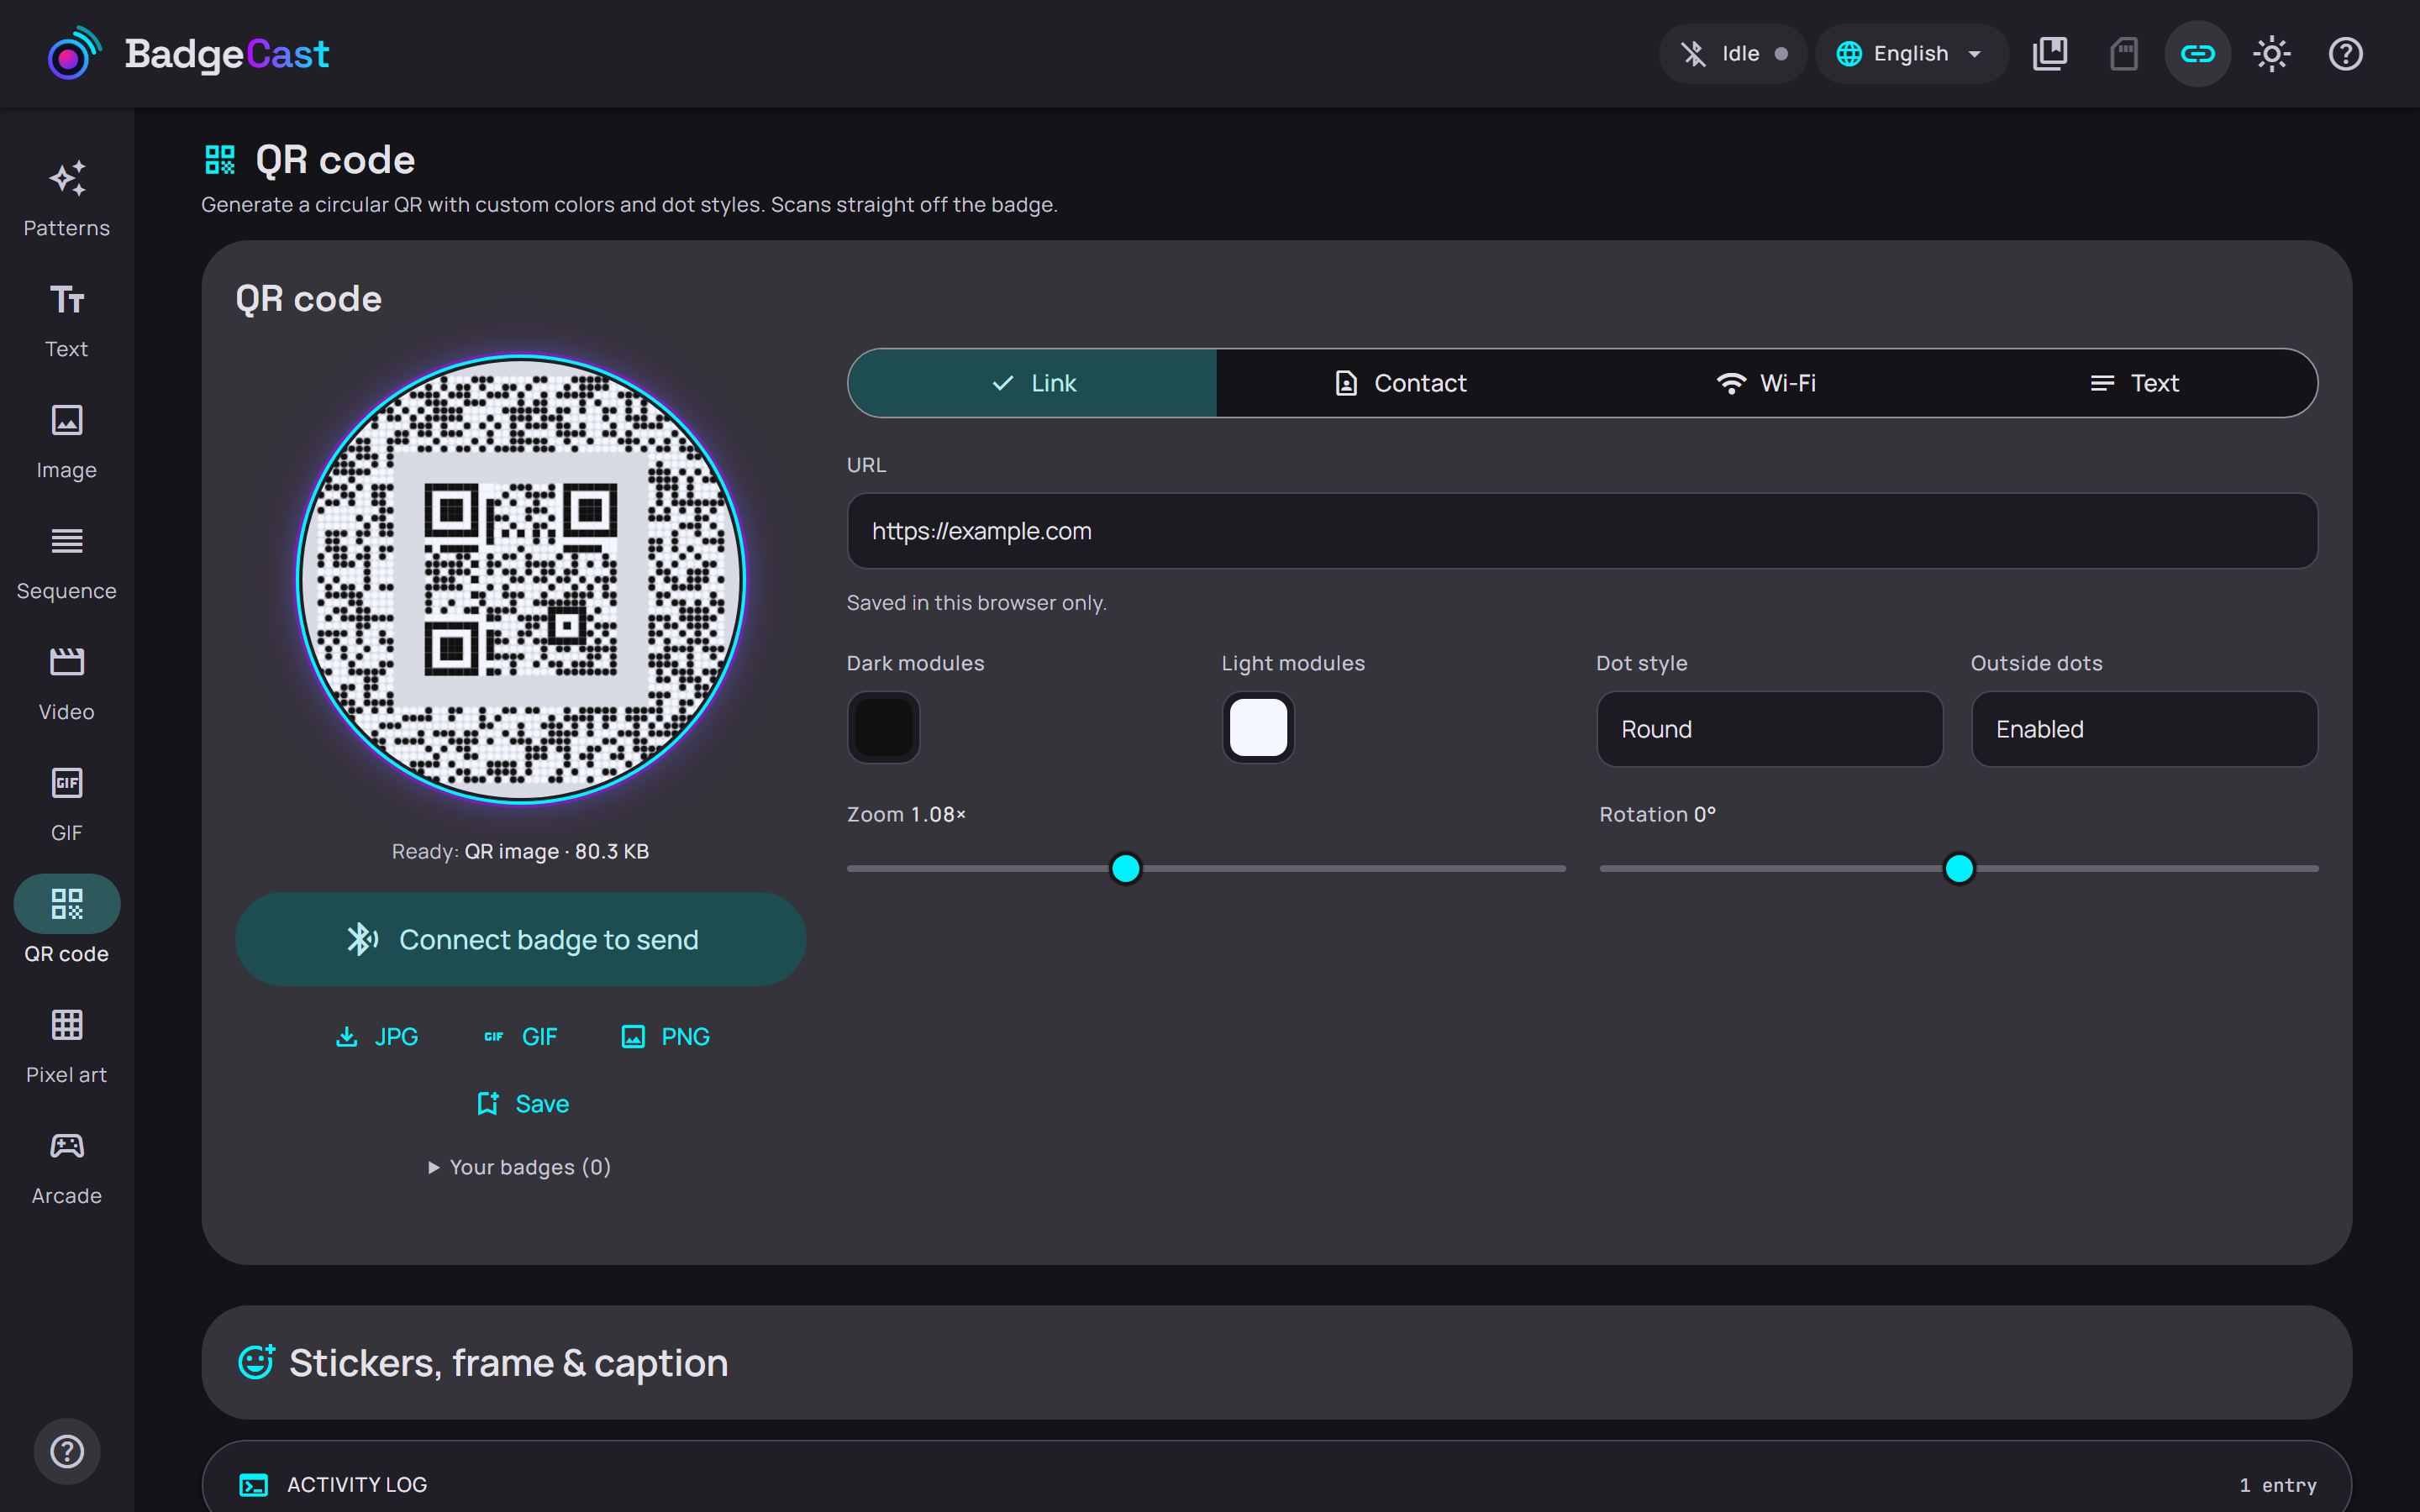 BadgeCast
Idle
English
Patterns
Text
Image
Sequence
Video
GIF
GIF
QR code
Pixel art
Arcade
QR code
Generate a circular QR with custom colors and dot styles. Scans straight off the badge.
QR code
Link
Contact
Wi-Fi
Text
URL
https://example.com
Saved in this browser only.
Dark modules
Light modules
Dot style
Outside dots
Round
Enabled
Zoom 1.08×
Rotation 0°
Ready: QR image · 80.3 KB
Connect badge to send
JPG
GIF GIF
PNG
Save
Your badges (0)
Stickers, frame & caption
ACTIVITY LOG
1 entry